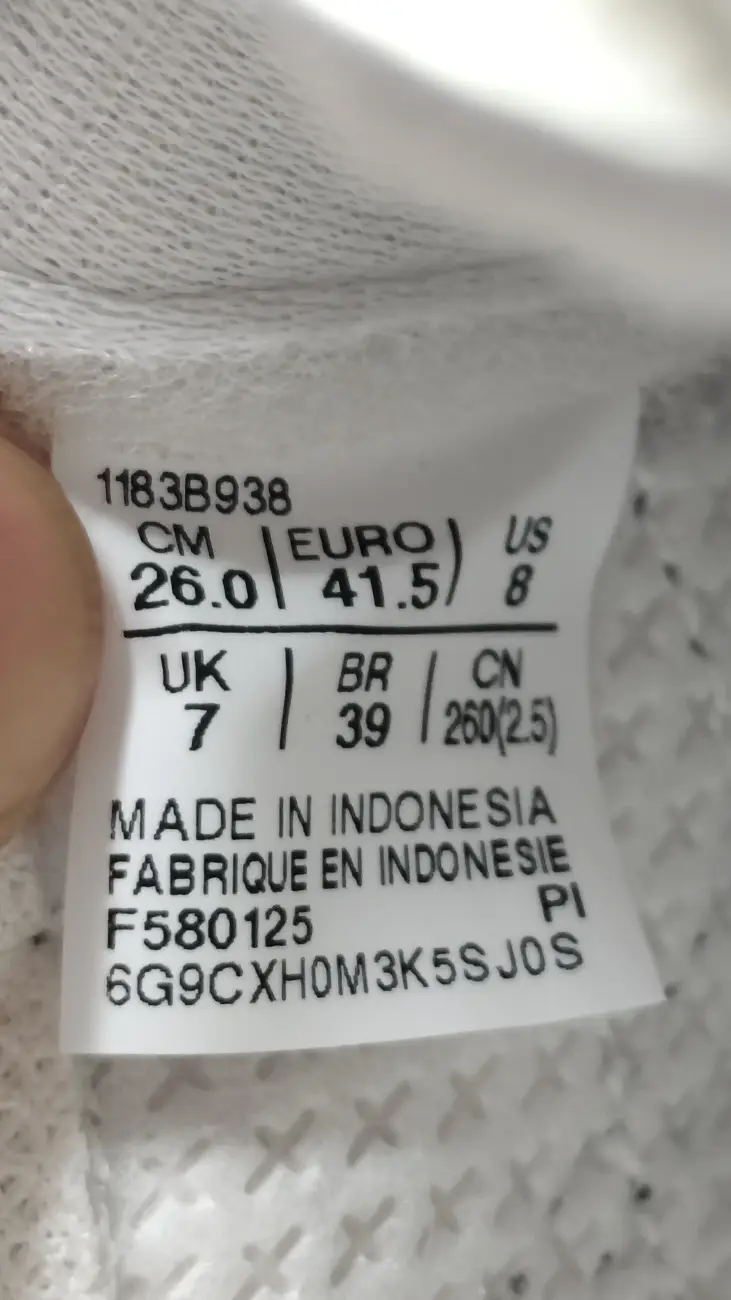 1183B938
CM | EURO | US
26.0 | 41.5 | 8
UK | BR | CN
7 | 39 | 260(2.5)
MADE IN INDONESIA
FABRIQUE EN INDONESIE
F580125 PI
6G9CXH0M3K5SJ0S